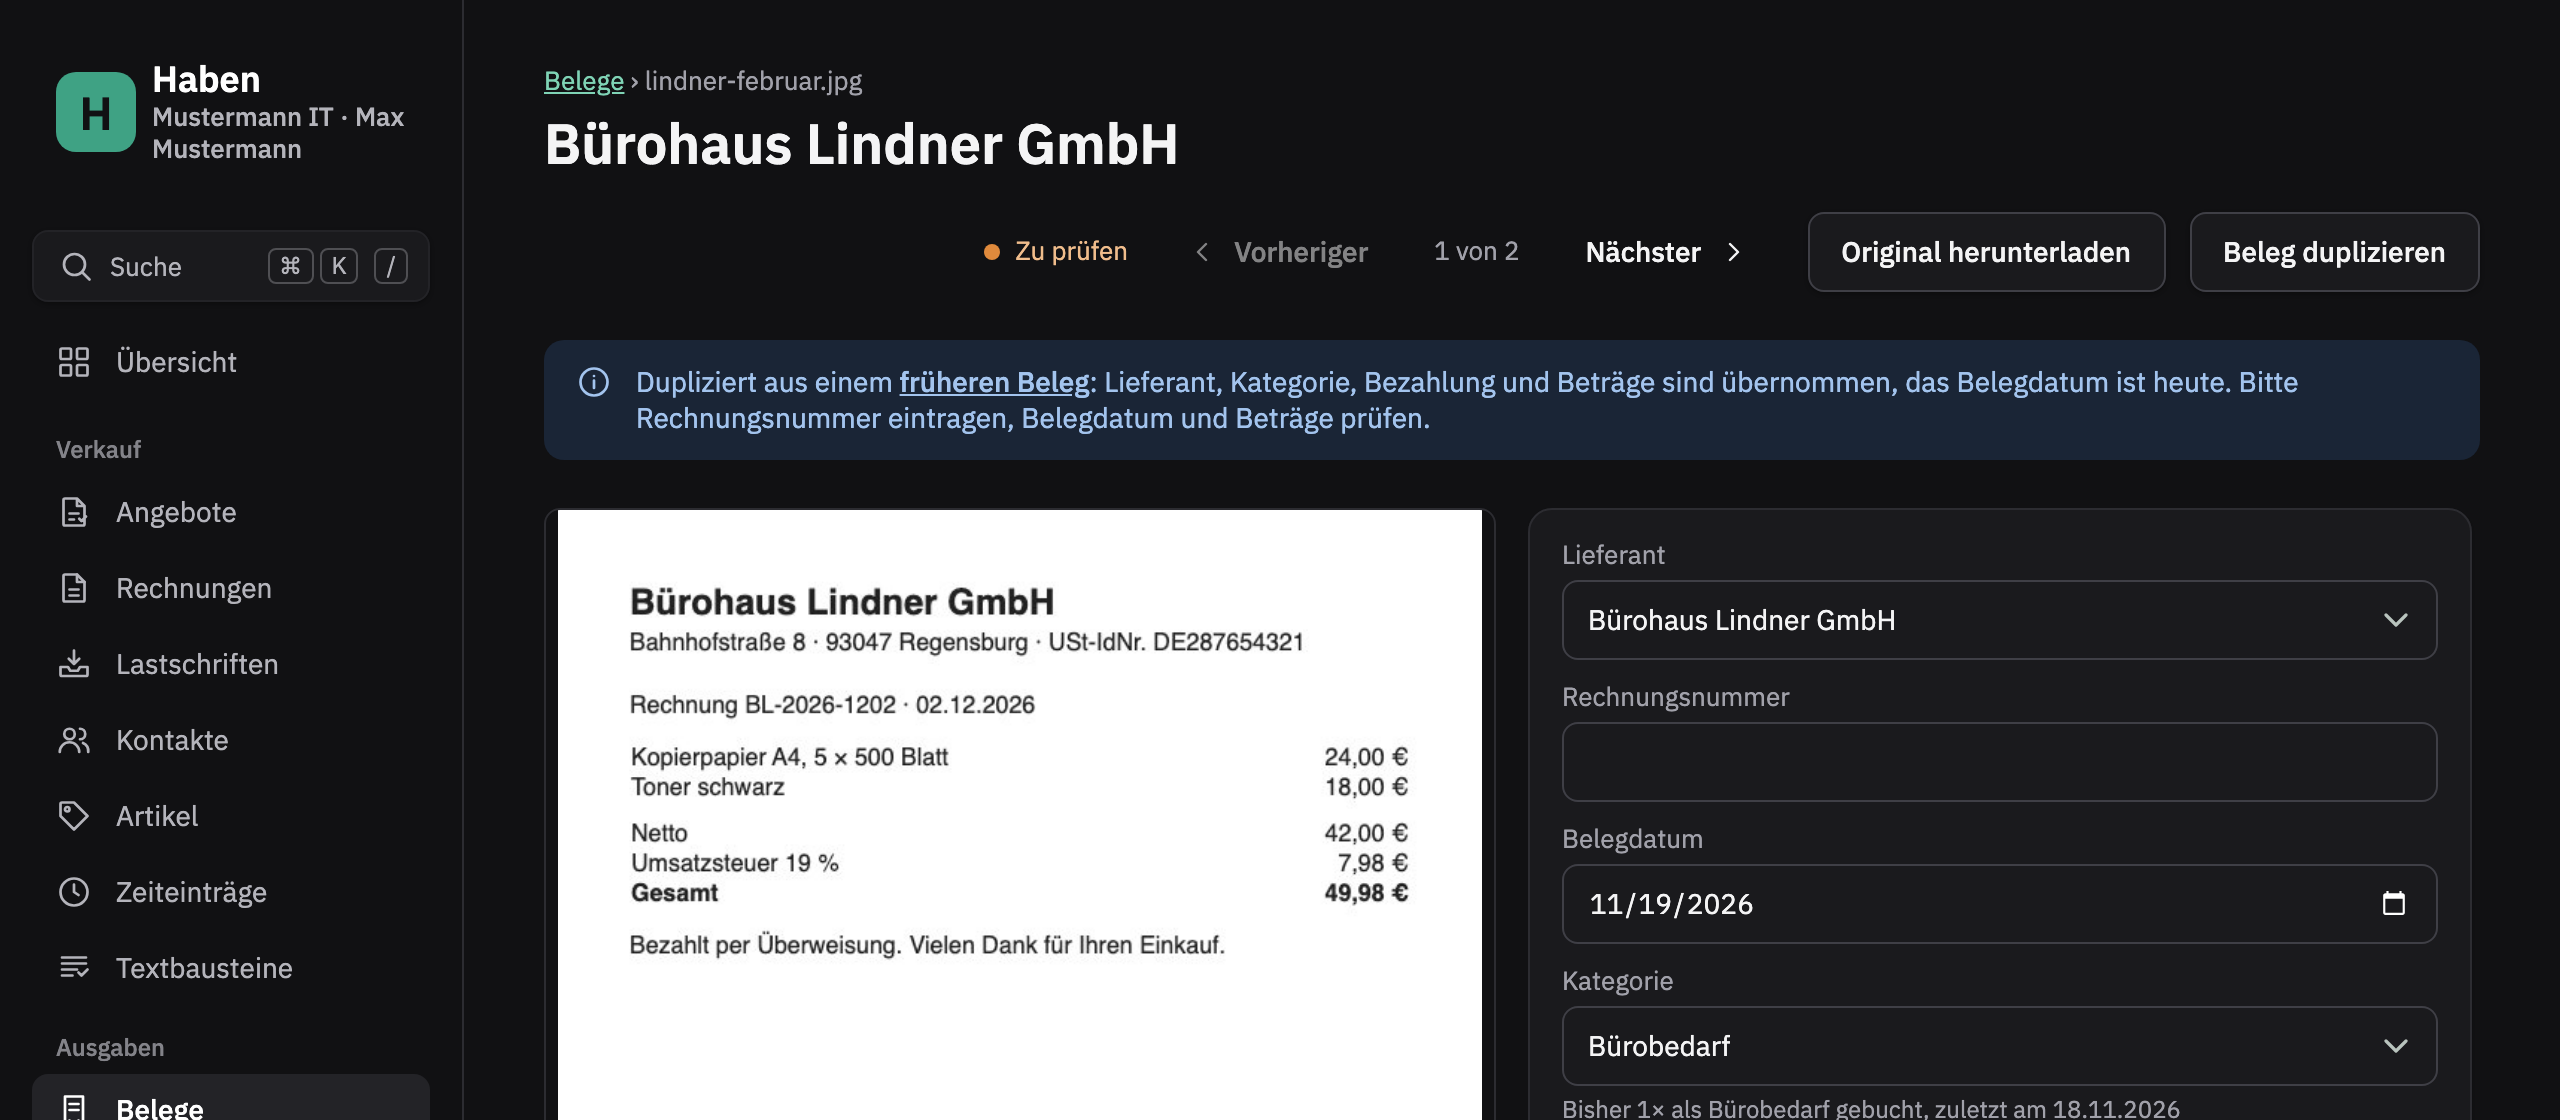 H
Haben
Mustermann IT · Max
Mustermann
Suche ⌘ K /
Übersicht
Verkauf
Angebote
Rechnungen
Lastschriften
Kontakte
Artikel
Zeiteinträge
Textbausteine
Ausgaben
Belege
Belege › lindner-februar.jpg
Bürohaus Lindner GmbH
Zu prüfen
Vorheriger
1 von 2
Nächster
Original herunterladen
Beleg duplizieren
Dupliziert aus einem früheren Beleg: Lieferant, Kategorie, Bezahlung und Beträge sind übernommen, das Belegdatum ist heute. Bitte
Rechnungsnummer eintragen, Belegdatum und Beträge prüfen.
Bürohaus Lindner GmbH
Bahnhofstraße 8 · 93047 Regensburg · USt-IdNr. DE287654321
Rechnung BL-2026-1202 · 02.12.2026
Kopierpapier A4, 5 × 500 Blatt 24,00 €
Toner schwarz 18,00 €
Netto 42,00 €
Umsatzsteuer 19 % 7,98 €
Gesamt 49,98 €
Bezahlt per Überweisung. Vielen Dank für Ihren Einkauf.
Lieferant
Bürohaus Lindner GmbH
Rechnungsnummer
Belegdatum
11/19/2026
Kategorie
Bürobedarf
Bisher 1× als Bürobedarf gebucht, zuletzt am 18.11.2026